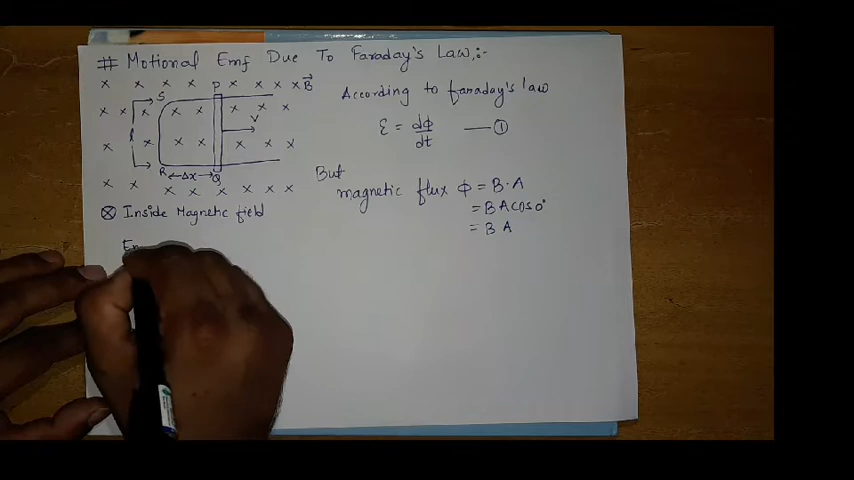 # Motional Emf Due To Faraday's Law,:-
× × × × P × × × × B⃗
S
× × × × × × ×
V
l × × × × × ×
R ←Δx→ Q
× × × × × × × ×
⊗ Inside Magnetic field
According to faraday's law
ε = dΦ/dt —— ①
But
magnetic flux Φ = B·A
= B A cos 0°
= B A